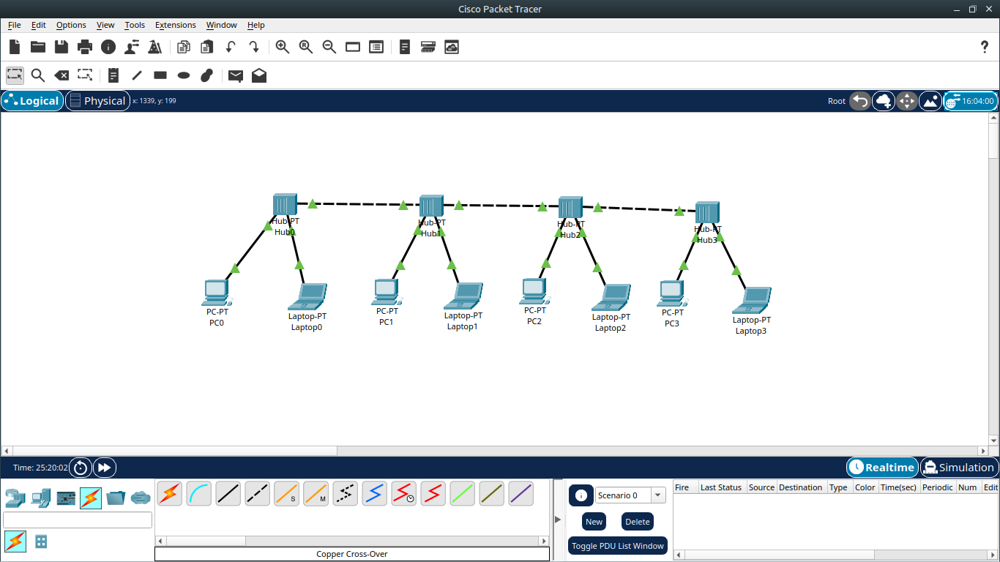 Cisco Packet Tracer
File Edit Options View Tools Extensions Window Help
Logical Physical x: 1339, y: 199 Root 16:04:00
Hub-PT
Hub0
Hub-PT
Hub1
Hub-PT
Hub2
Hub-PT
Hub3
PC-PT
PC0
Laptop-PT
Laptop0
PC-PT
PC1
Laptop-PT
Laptop1
PC-PT
PC2
Laptop-PT
Laptop2
PC-PT
PC3
Laptop-PT
Laptop3
Time: 25:20:02 Realtime Simulation
S M
Copper Cross-Over
Scenario 0
New Delete
Toggle PDU List Window
Fire Last Status Source Destination Type Color Time(sec) Periodic Num Edit